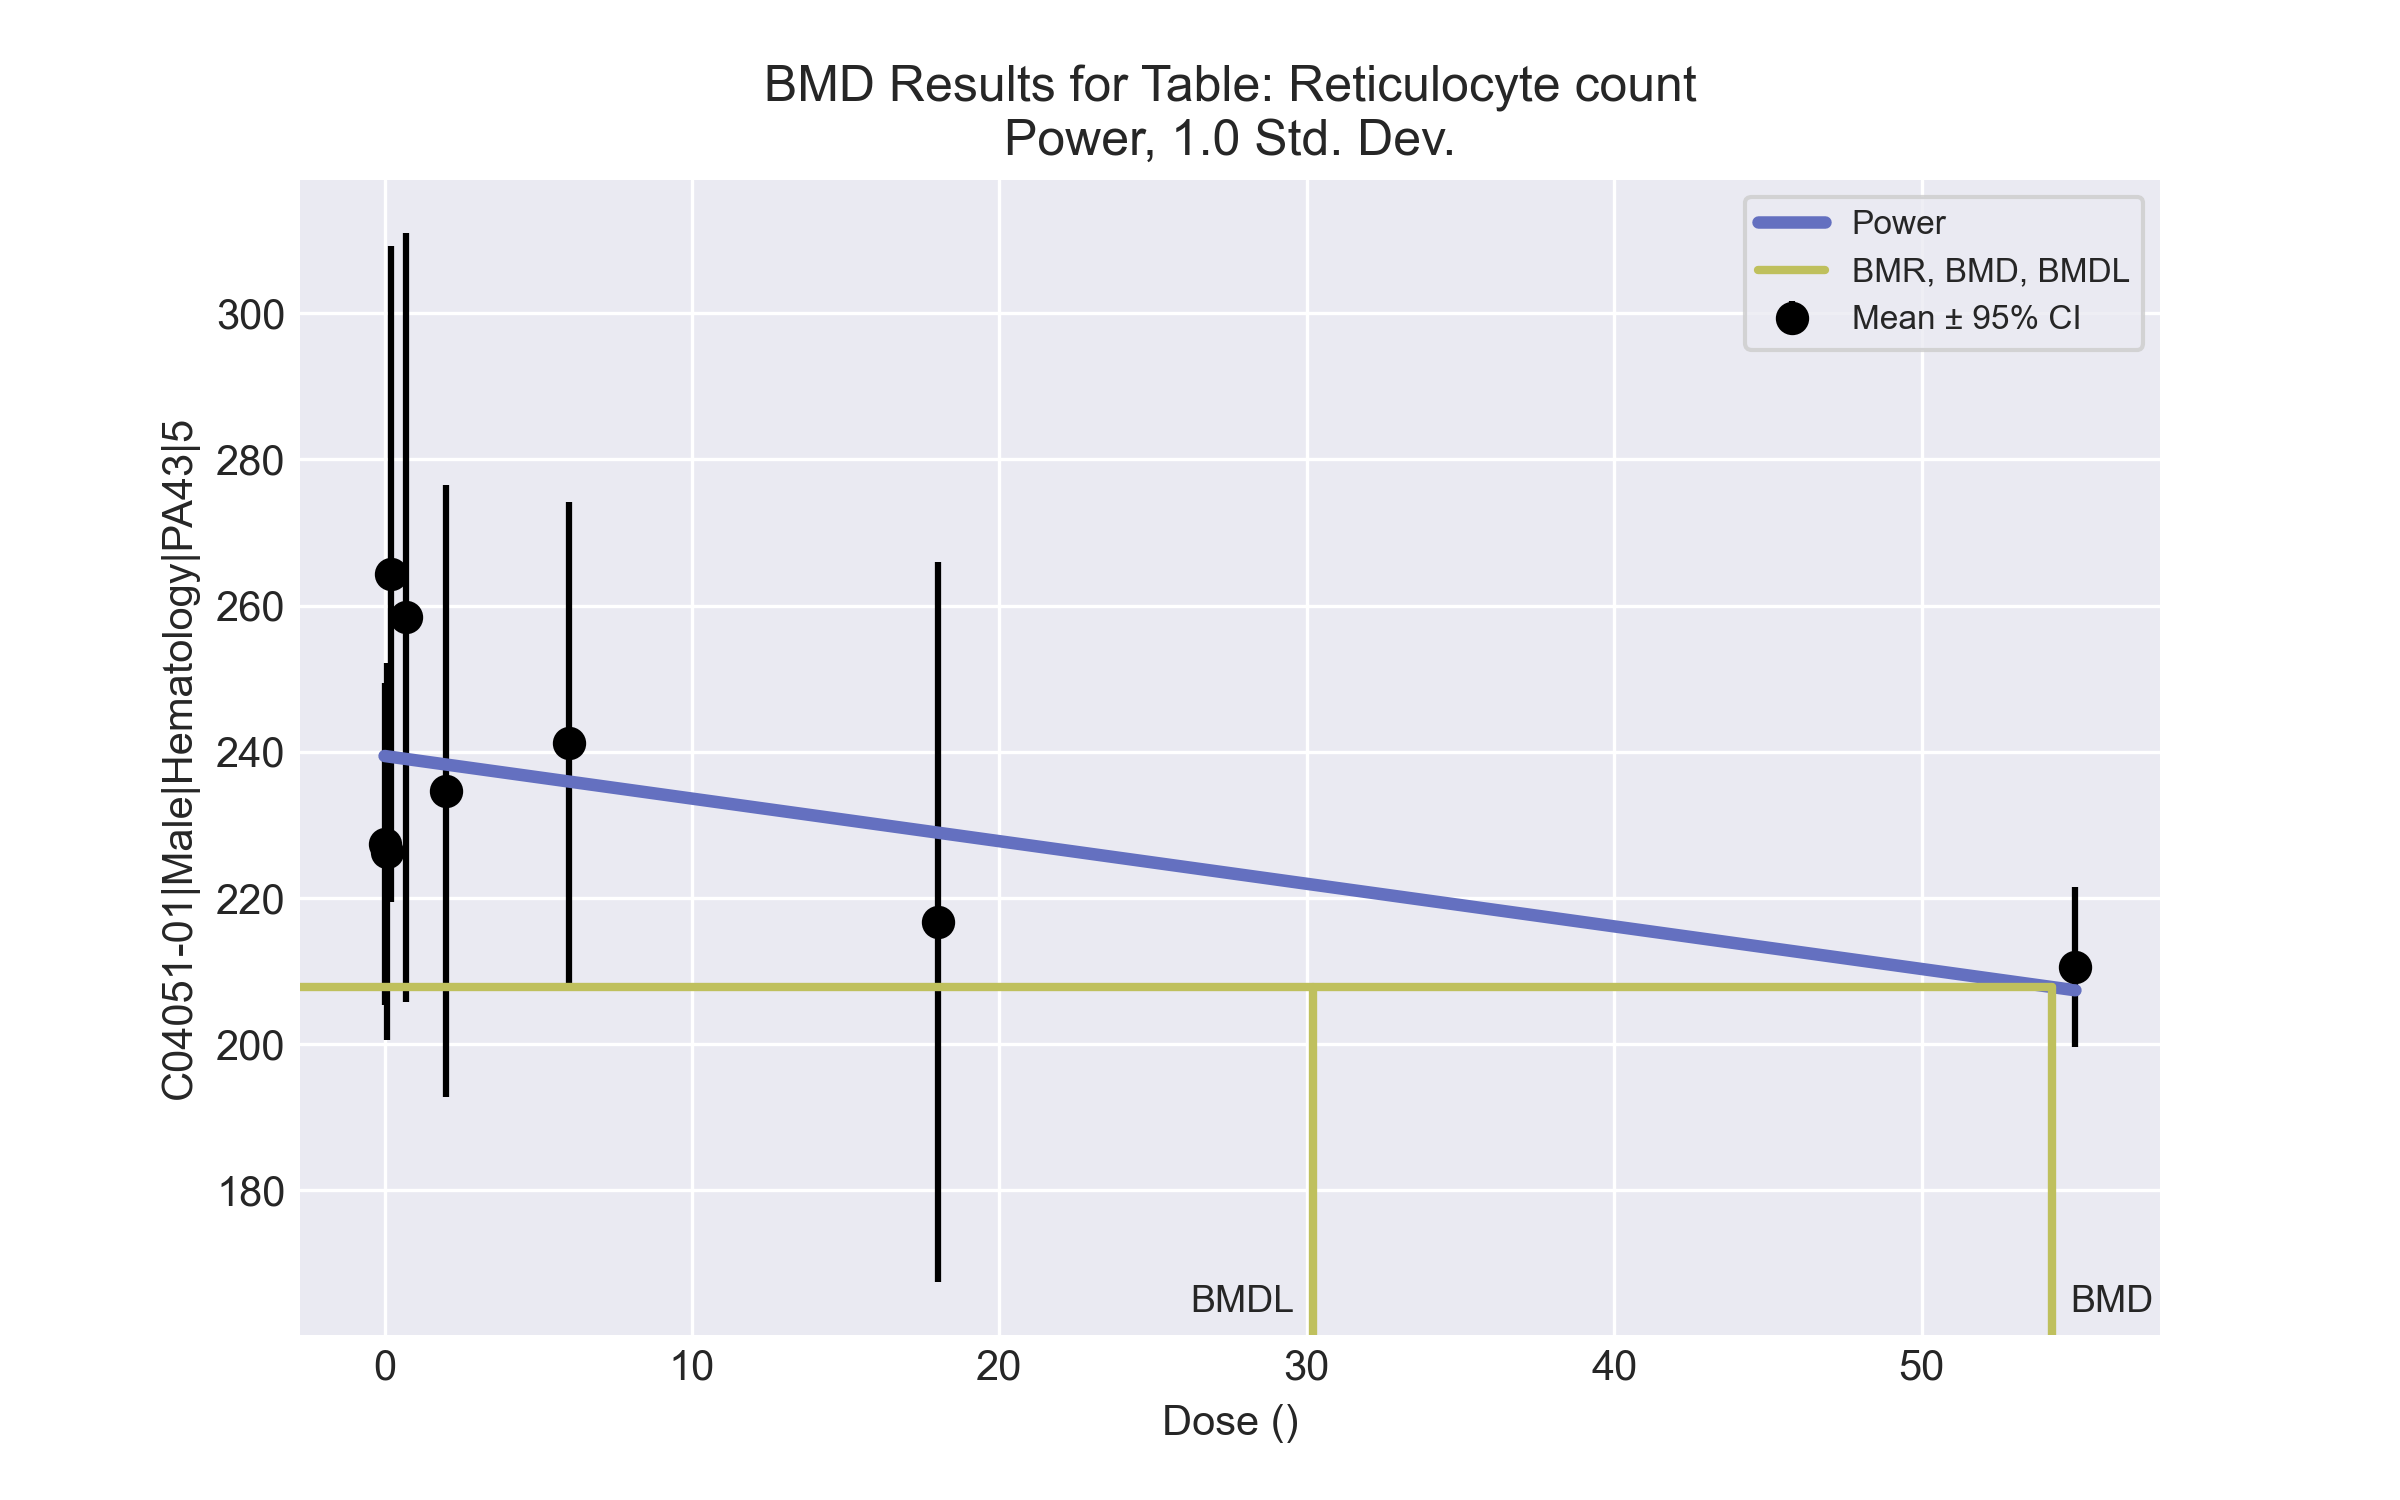 BMD Results for Table: Reticulocyte count
Power, 1.0 Std. Dev.
Power
BMR, BMD, BMDL
Mean ± 95% CI
C04051-01|Male|Hematology|PA43|5
300
280
260
240
220
200
180
BMDL
BMD
0
10
20
30
40
50
Dose ()